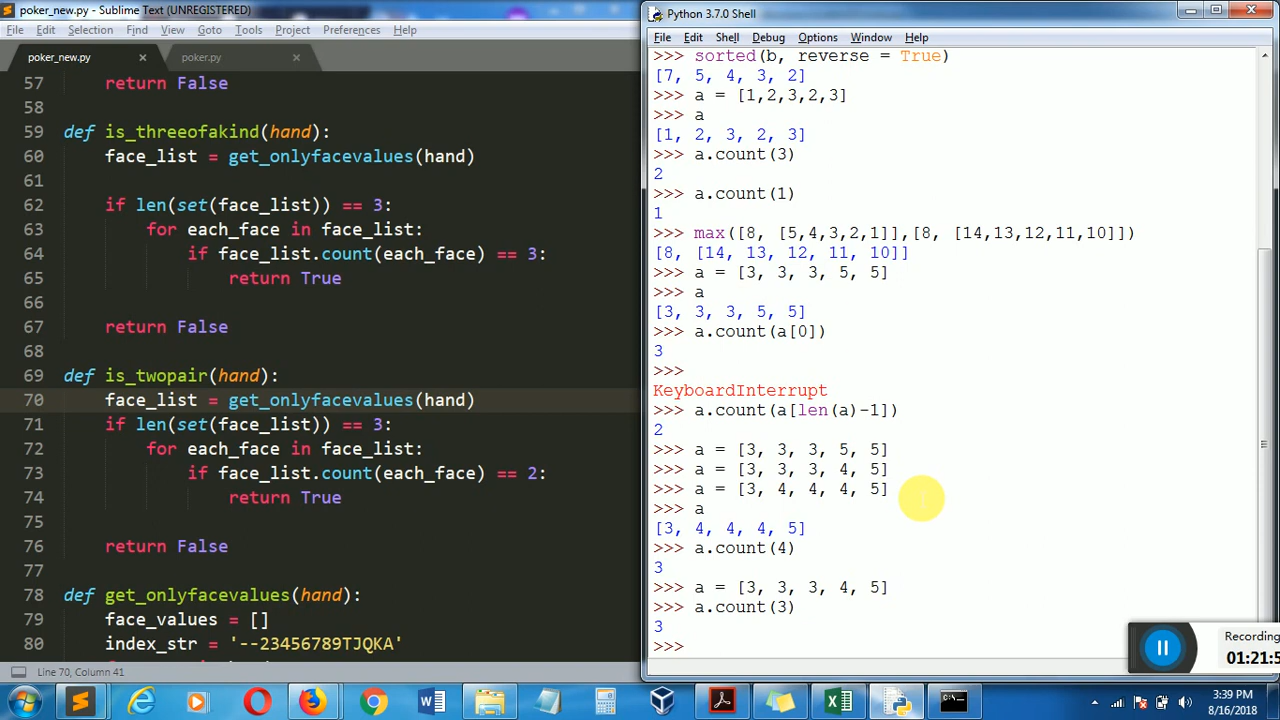 poker_new.py - Sublime Text (UNREGISTERED)
File Edit Selection Find View Goto Tools Project Preferences Help
poker_new.py × poker.py ×
57 return False
58
59 def is_threeofakind(hand):
60 face_list = get_onlyfacevalues(hand)
61
62 if len(set(face_list)) == 3:
63 for each_face in face_list:
64 if face_list.count(each_face) == 3:
65 return True
66
67 return False
68
69 def is_twopair(hand):
70 face_list = get_onlyfacevalues(hand)
71 if len(set(face_list)) == 3:
72 for each_face in face_list:
73 if face_list.count(each_face) == 2:
74 return True
75
76 return False
77
78 def get_onlyfacevalues(hand):
79 face_values = []
80 index_str = '--23456789TJQKA'
Line 70, Column 41
Python 3.7.0 Shell
File Edit Shell Debug Options Window Help
>>> sorted(b, reverse = True)
[7, 5, 4, 3, 2]
>>> a = [1,2,3,2,3]
>>> a
[1, 2, 3, 2, 3]
>>> a.count(3)
2
>>> a.count(1)
1
>>> max([8, [5,4,3,2,1]],[8, [14,13,12,11,10]])
[8, [14, 13, 12, 11, 10]]
>>> a = [3, 3, 3, 5, 5]
>>> a
[3, 3, 3, 5, 5]
>>> a.count(a[0])
3
>>>
KeyboardInterrupt
>>> a.count(a[len(a)-1])
2
>>> a = [3, 3, 3, 5, 5]
>>> a = [3, 3, 3, 4, 5]
>>> a = [3, 4, 4, 4, 5]
>>> a
[3, 4, 4, 4, 5]
>>> a.count(4)
3
>>> a = [3, 3, 3, 4, 5]
>>> a.count(3)
3
>>>
Recording
01:21:5
3:39 PM
8/16/2018